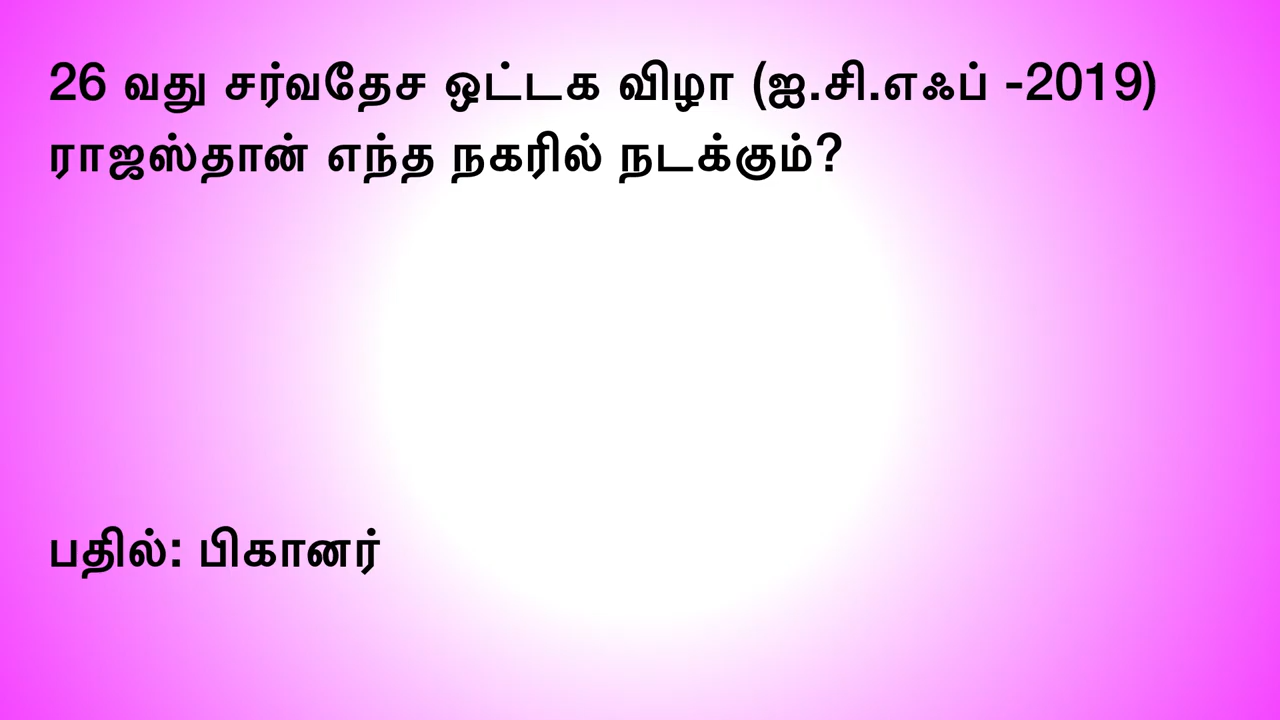 26 வது சர்வதேச ஒட்டக விழா (ஐ.சி.எஃப் -2019)
ராஜஸ்தான் எந்த நகரில் நடக்கும்?
பதில்: பிகானர்